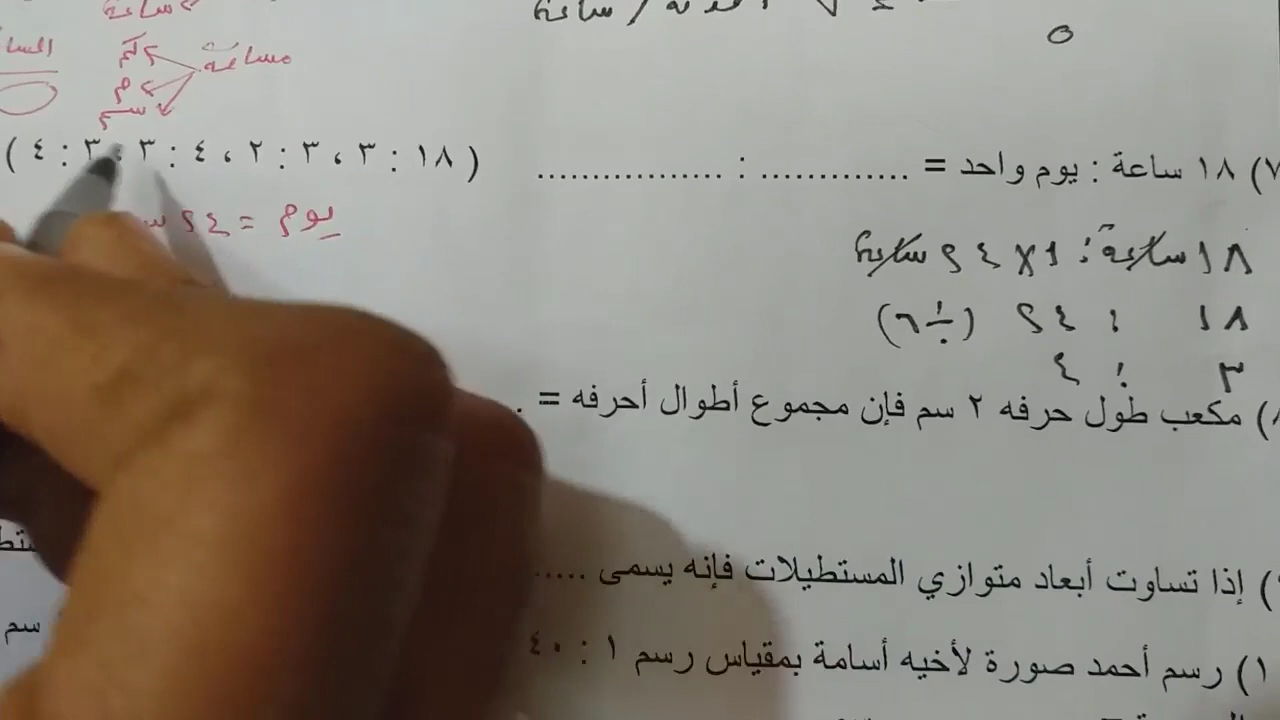 ساعة
المسا
مسافة
كم
م
سم
٧) ١٨ ساعة : يوم واحد = ............. : ................. ( ١٨ : ٣ ، ٣ : ٢ ، ٤ : ٣ ، ٣ : ٤ )
يوم = ٢٤ س
١٨ ساعة : ١ × ٢٤ ساعة
١٨ : ٢٤ (÷ ٦)
٣ : ٤
٨) مكعب طول حرفه ٢ سم فإن مجموع أطوال أحرفه = .
) إذا تساوت أبعاد متوازي المستطيلات فإنه يسمى .....
سم
١) رسم أحمد صورة لأخيه أسامة بمقياس رسم ١ : ٤٠